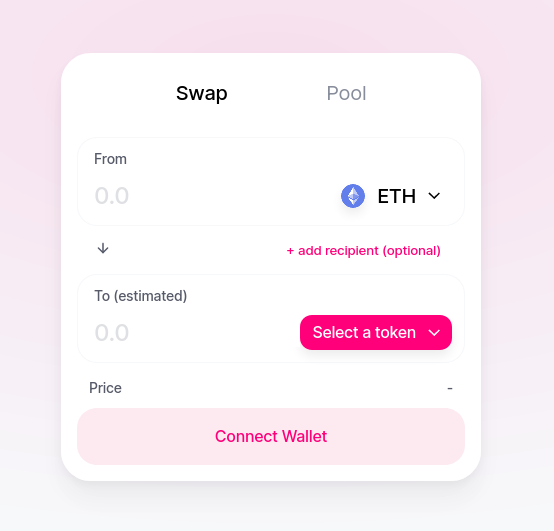 Swap Pool
From
0.0 ETH
+ add recipient (optional)
To (estimated)
0.0 Select a token
Price -
Connect Wallet